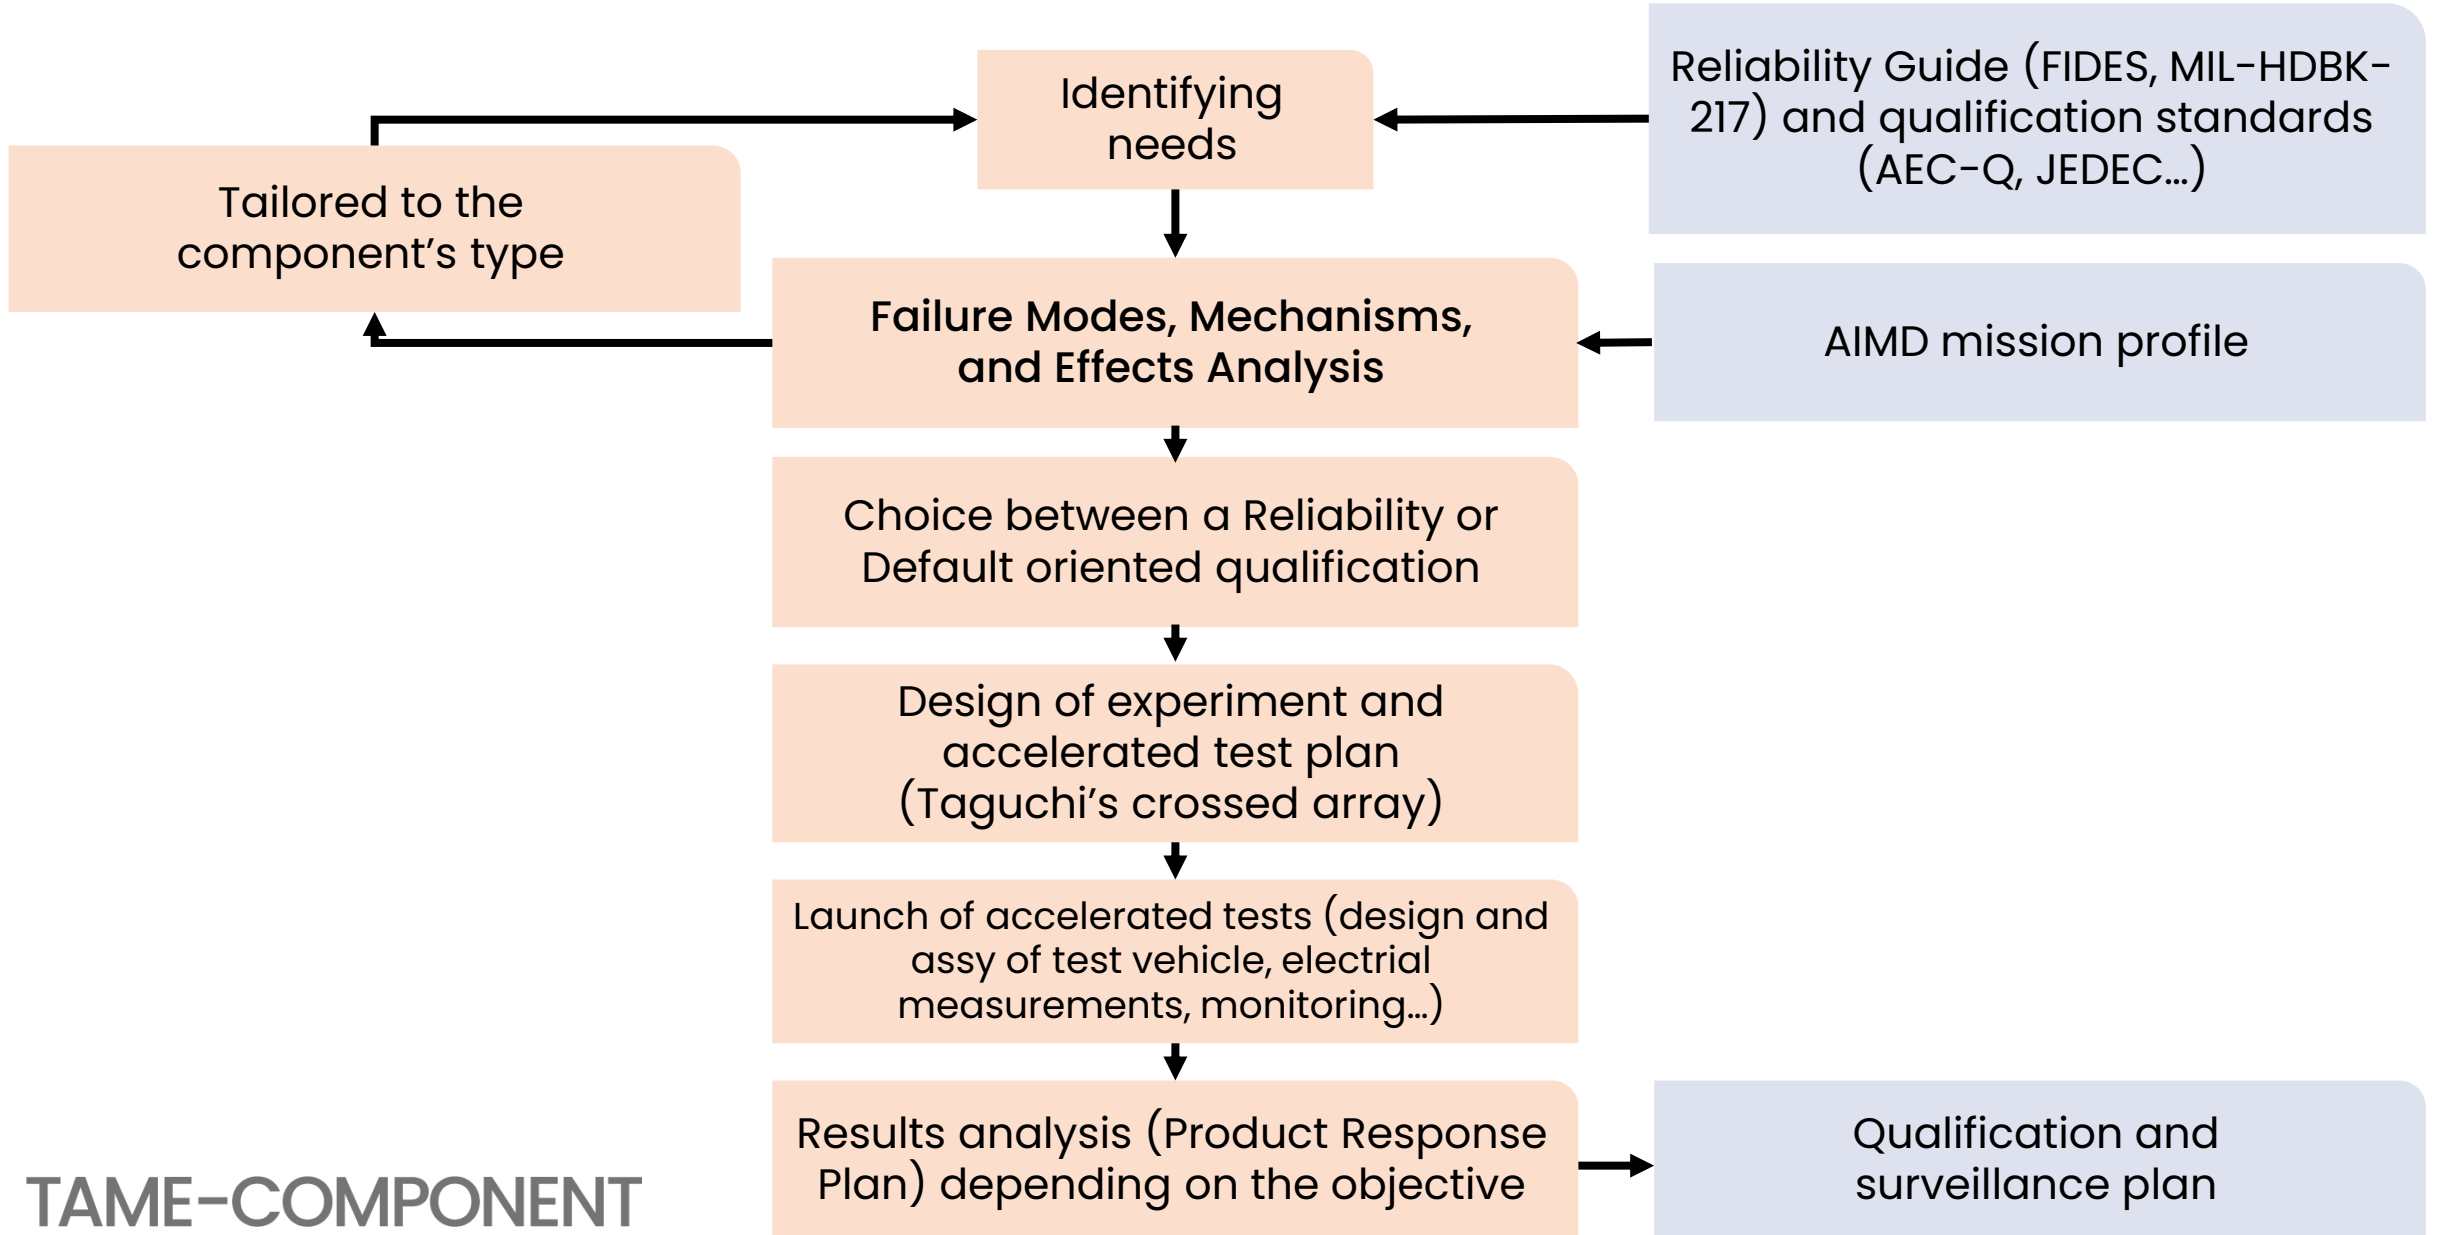 Identifying
needs
Reliability Guide (FIDES, MIL-HDBK-
217) and qualification standards
(AEC-Q, JEDEC…)
Tailored to the
component’s type
Failure Modes, Mechanisms,
and Effects Analysis
AIMD mission profile
Choice between a Reliability or
Default oriented qualification
Design of experiment and
accelerated test plan
(Taguchi’s crossed array)
Launch of accelerated tests (design and
assy of test vehicle, electrial
measurements, monitoring…)
Results analysis (Product Response
Plan) depending on the objective
Qualification and
surveillance plan
TAME-COMPONENT